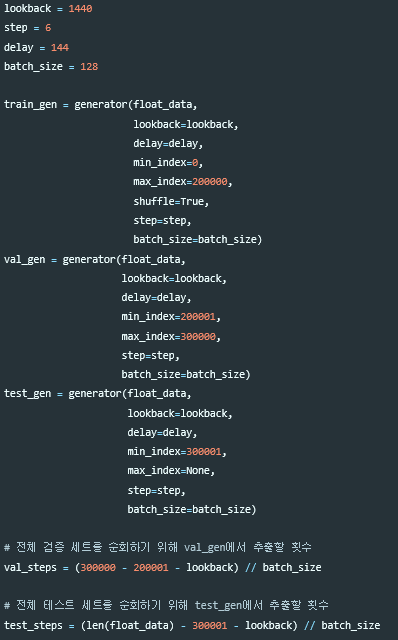 lookback = 1440
step = 6
delay = 144
batch_size = 128
train_gen = generator(float_data,
lookback=lookback,
delay=delay,
min_index=0,
max_index=200000,
shuffle=True,
step=step,
batch_size=batch_size)
val_gen = generator(float_data,
lookback=lookback,
delay=delay,
min_index=200001,
max_index=300000,
step=step,
batch_size=batch_size)
test_gen = generator(float_data,
lookback=lookback,
delay=delay,
min_index=300001,
max_index=None,
step=step,
batch_size=batch_size)
# 전체 검증 세트를 순회하기 위해 val_gen에서 추출할 횟수
val_steps = (300000 - 200001 - lookback) // batch_size
# 전체 테스트 세트를 순회하기 위해 test_gen에서 추출할 횟수
test_steps = (len(float_data) - 300001 - lookback) // batch_size